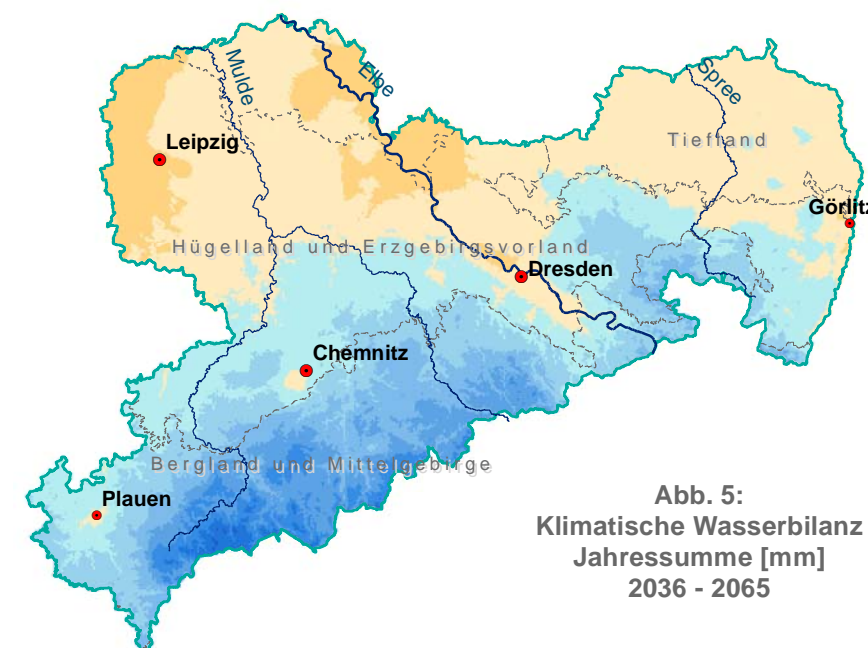 Mulde
Elbe
Spree
Leipzig
Tiefland
Görlitz
Hügelland und Erzgebirgsvorland
Dresden
Chemnitz
Bergland und Mittelgebirge
Plauen
Abb. 5:
Klimatische Wasserbilanz
Jahressumme [mm]
2036 - 2065